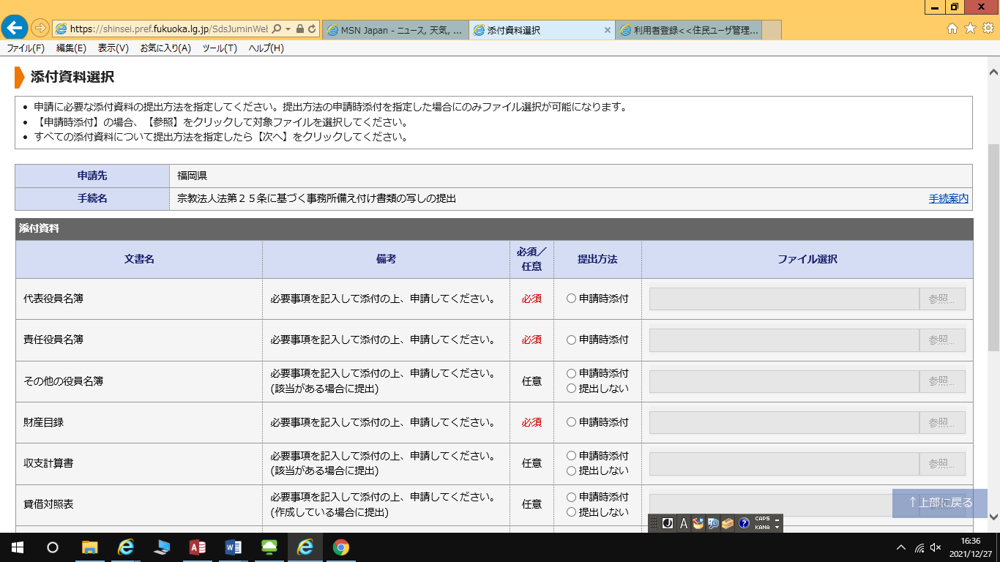 https://shinsei.pref.fukuoka.lg.jp/SdsJuminWel
MSN Japan - ニュース, 天気, ...
添付資料選択
利用者登録<<住民ユーザ管理...
ファイル(F) 編集(E) 表示(V) お気に入り(A) ツール(T) ヘルプ(H)
添付資料選択
• 申請に必要な添付資料の提出方法を指定してください。提出方法の申請時添付を指定した場合にのみファイル選択が可能になります。
• 【申請時添付】の場合、【参照】をクリックして対象ファイルを選択してください。
• すべての添付資料について提出方法を指定したら【次へ】をクリックしてください。
申請先 福岡県
手続名 宗教法人法第２５条に基づく事務所備え付け書類の写しの提出 手続案内
添付資料
文書名 備考 必須／任意 提出方法 ファイル選択
代表役員名簿 必要事項を記入して添付の上、申請してください。 必須 申請時添付 参照...
責任役員名簿 必要事項を記入して添付の上、申請してください。 必須 申請時添付 参照...
その他の役員名簿 必要事項を記入して添付の上、申請してください。 任意 申請時添付 参照...
(該当がある場合に提出) 提出しない
財産目録 必要事項を記入して添付の上、申請してください。 必須 申請時添付 参照...
収支計算書 必要事項を記入して添付の上、申請してください。 任意 申請時添付 参照...
(該当がある場合に提出) 提出しない
貸借対照表 必要事項を記入して添付の上、申請してください。 任意 申請時添付
(作成している場合に提出) 提出しない
↑上部に戻る
A CAPS
KANA
16:36
2021/12/27